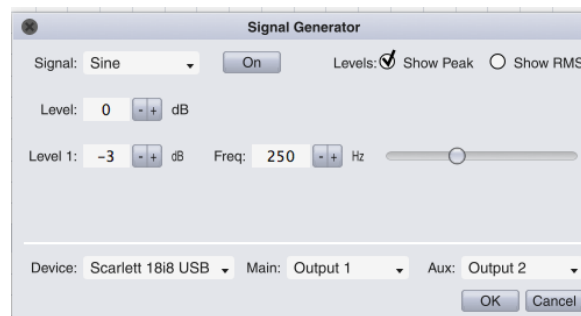 Signal Generator
Signal: Sine On Levels: Show Peak Show RMS
Level: 0 - + dB
Level 1: -3 - + dB Freq: 250 - + Hz
Device: Scarlett 18i8 USB Main: Output 1 Aux: Output 2
OK Cancel